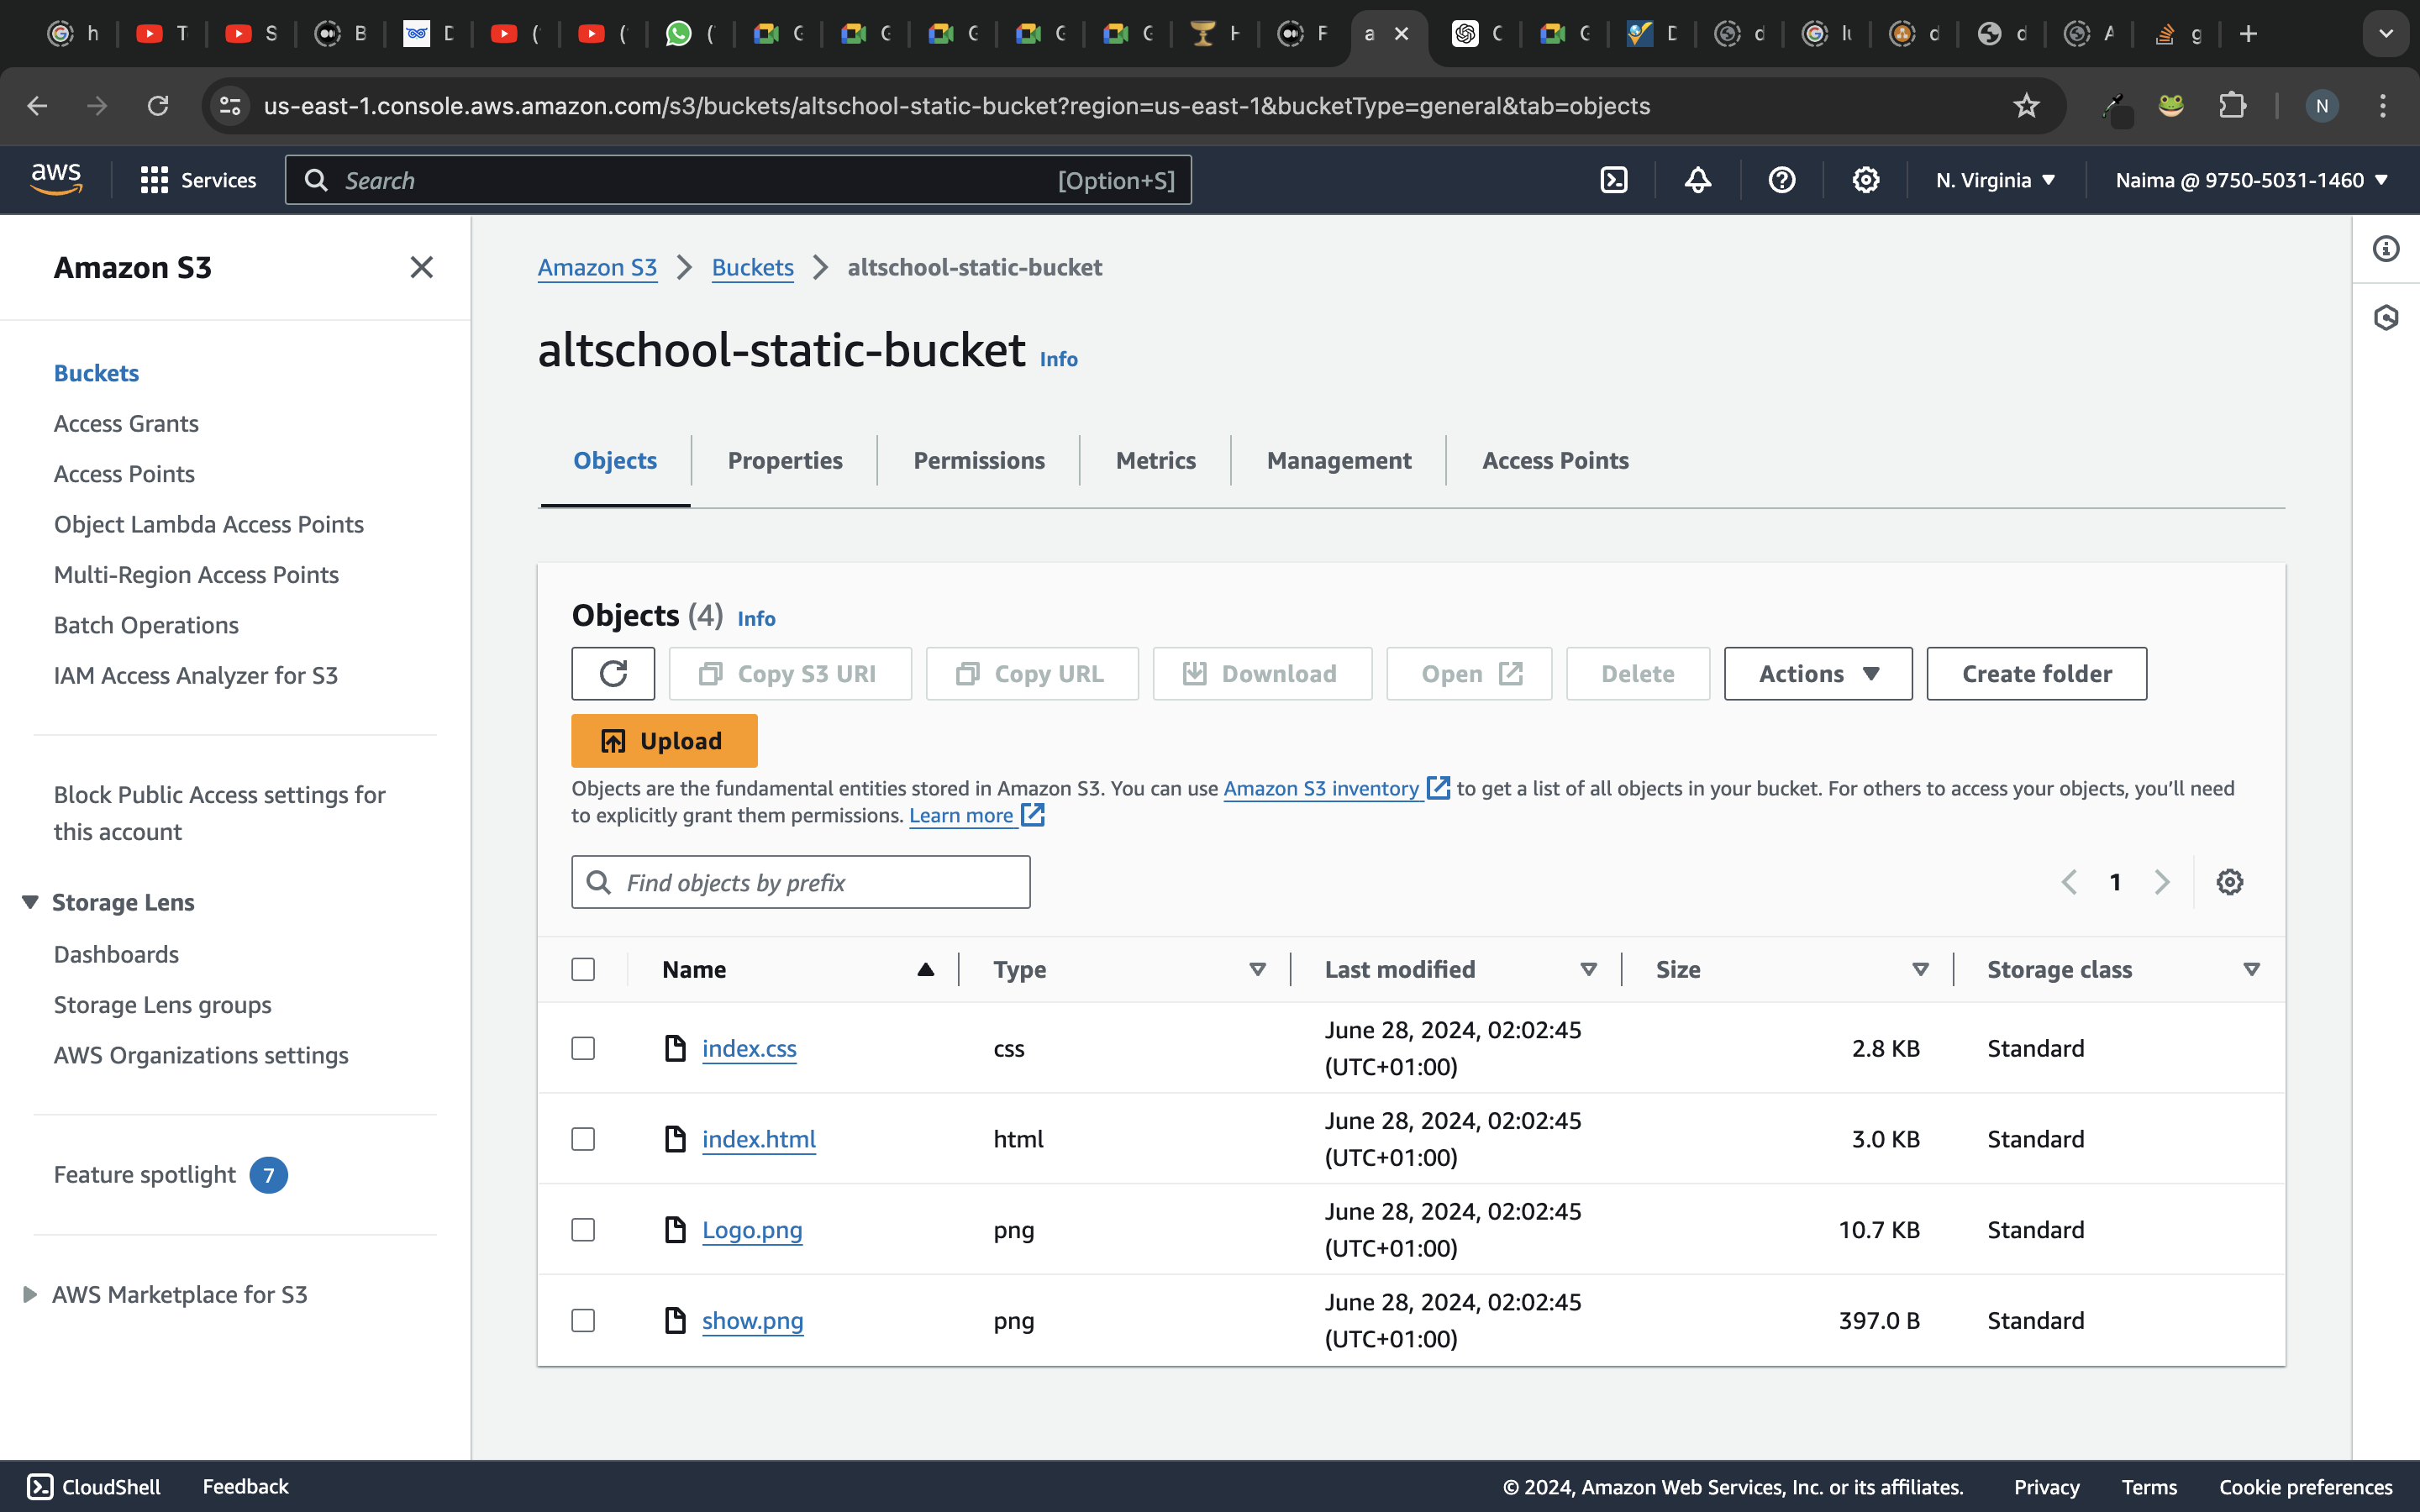 h
T
S
B
D
(
(
(
G
G
G
G
G
H
F
a
C
G
D
d
lu
d
d
A
g
us-east-1.console.aws.amazon.com/s3/buckets/altschool-static-bucket?region=us-east-1&bucketType=general&tab=objects
N
aws
Services
Search
[Option+S]
N. Virginia
Naima @ 9750-5031-1460
Amazon S3
Buckets
Access Grants
Access Points
Object Lambda Access Points
Multi-Region Access Points
Batch Operations
IAM Access Analyzer for S3
Block Public Access settings for
this account
Storage Lens
Dashboards
Storage Lens groups
AWS Organizations settings
Feature spotlight 7
AWS Marketplace for S3
Amazon S3 > Buckets > altschool-static-bucket
altschool-static-bucket Info
Objects
Properties
Permissions
Metrics
Management
Access Points
Objects (4) Info
Copy S3 URI
Copy URL
Download
Open
Delete
Actions
Create folder
Upload
Objects are the fundamental entities stored in Amazon S3. You can use Amazon S3 inventory to get a list of all objects in your bucket. For others to access your objects, you'll need
to explicitly grant them permissions. Learn more
Find objects by prefix
1
Name Type Last modified Size Storage class
index.css css June 28, 2024, 02:02:45 (UTC+01:00) 2.8 KB Standard
index.html html June 28, 2024, 02:02:45 (UTC+01:00) 3.0 KB Standard
Logo.png png June 28, 2024, 02:02:45 (UTC+01:00) 10.7 KB Standard
show.png png June 28, 2024, 02:02:45 (UTC+01:00) 397.0 B Standard
CloudShell
Feedback
© 2024, Amazon Web Services, Inc. or its affiliates.
Privacy
Terms
Cookie preferences